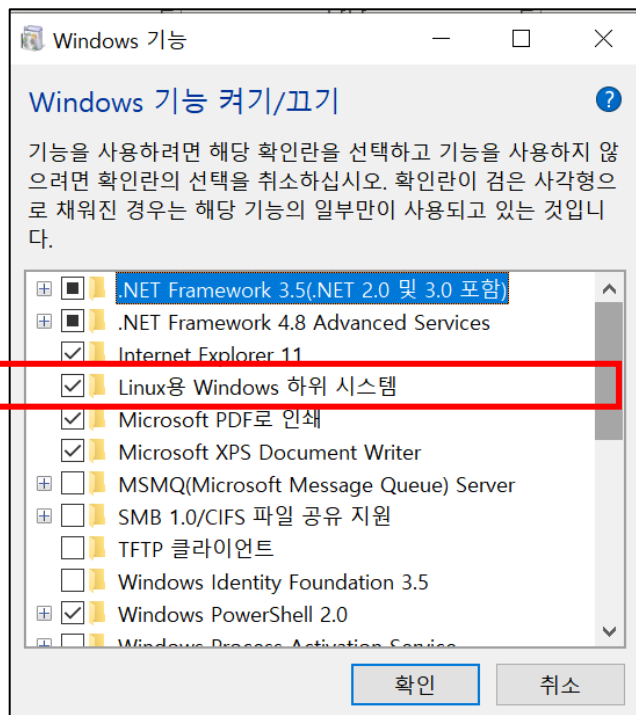 Windows 기능
Windows 기능 켜기/끄기
기능을 사용하려면 해당 확인란을 선택하고 기능을 사용하지 않
으려면 확인란의 선택을 취소하십시오. 확인란이 검은 사각형으
로 채워진 경우는 해당 기능의 일부만이 사용되고 있는 것입니
다.
.NET Framework 3.5(.NET 2.0 및 3.0 포함)
.NET Framework 4.8 Advanced Services
Internet Explorer 11
Linux용 Windows 하위 시스템
Microsoft PDF로 인쇄
Microsoft XPS Document Writer
MSMQ(Microsoft Message Queue) Server
SMB 1.0/CIFS 파일 공유 지원
TFTP 클라이언트
Windows Identity Foundation 3.5
Windows PowerShell 2.0
Windows Process Activation Service
확인 취소